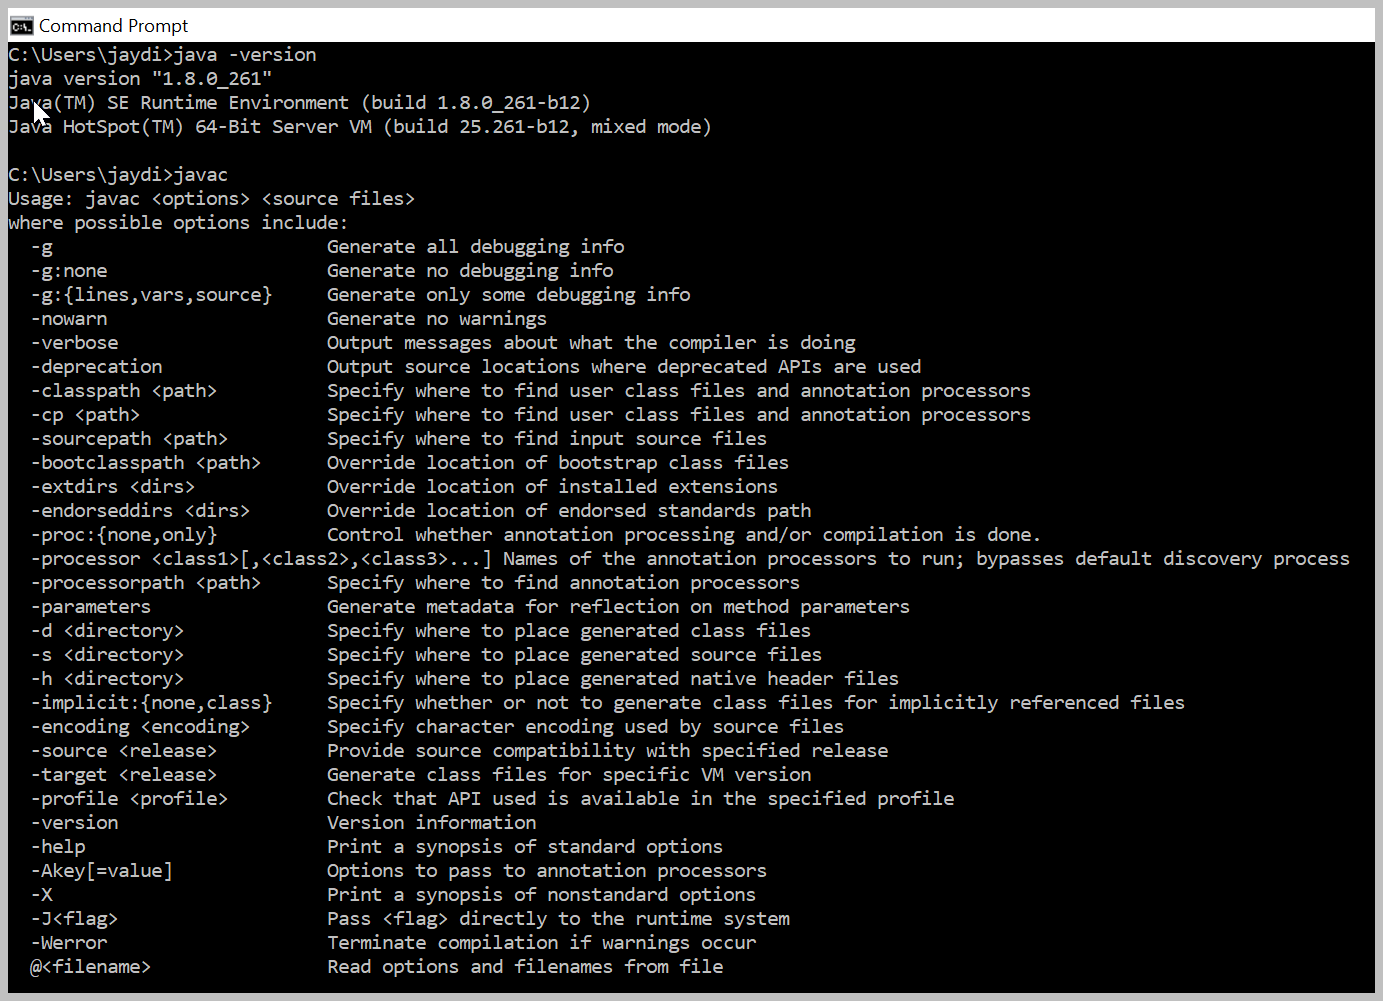 Command Prompt
C:\Users\jaydi>java -version
java version "1.8.0_261"
Java(TM) SE Runtime Environment (build 1.8.0_261-b12)
Java HotSpot(TM) 64-Bit Server VM (build 25.261-b12, mixed mode)
C:\Users\jaydi>javac
Usage: javac <options> <source files>
where possible options include:
  -g                         Generate all debugging info
  -g:none                    Generate no debugging info
  -g:{lines,vars,source}     Generate only some debugging info
  -nowarn                    Generate no warnings
  -verbose                   Output messages about what the compiler is doing
  -deprecation               Output source locations where deprecated APIs are used
  -classpath <path>          Specify where to find user class files and annotation processors
  -cp <path>                 Specify where to find user class files and annotation processors
  -sourcepath <path>         Specify where to find input source files
  -bootclasspath <path>      Override location of bootstrap class files
  -extdirs <dirs>            Override location of installed extensions
  -endorseddirs <dirs>       Override location of endorsed standards path
  -proc:{none,only}          Control whether annotation processing and/or compilation is done.
  -processor <class1>[,<class2>,<class3>...] Names of the annotation processors to run; bypasses default discovery process
  -processorpath <path>      Specify where to find annotation processors
  -parameters                Generate metadata for reflection on method parameters
  -d <directory>             Specify where to place generated class files
  -s <directory>             Specify where to place generated source files
  -h <directory>             Specify where to place generated native header files
  -implicit:{none,class}     Specify whether or not to generate class files for implicitly referenced files
  -encoding <encoding>       Specify character encoding used by source files
  -source <release>          Provide source compatibility with specified release
  -target <release>          Generate class files for specific VM version
  -profile <profile>         Check that API used is available in the specified profile
  -version                   Version information
  -help                      Print a synopsis of standard options
  -Akey[=value]              Options to pass to annotation processors
  -X                         Print a synopsis of nonstandard options
  -J<flag>                   Pass <flag> directly to the runtime system
  -Werror                    Terminate compilation if warnings occur
  @<filename>                Read options and filenames from file